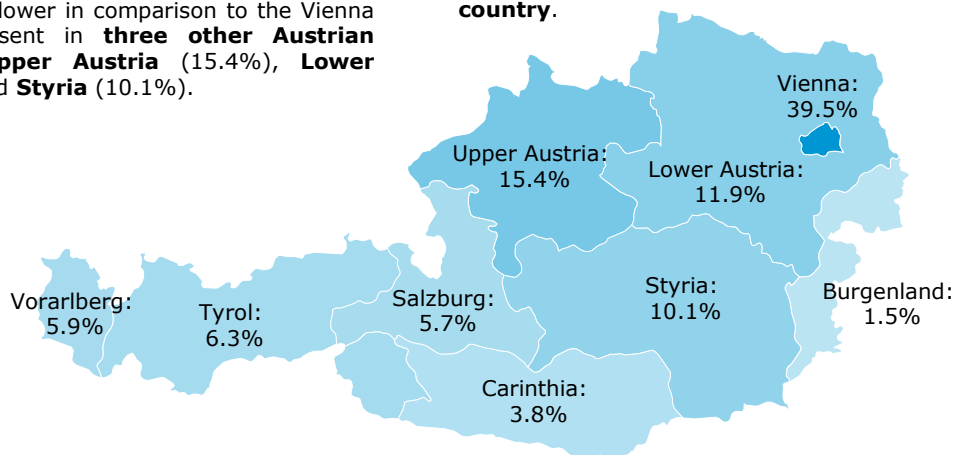 lower in comparison to the Vienna
sent in three other Austrian
pper Austria (15.4%), Lower
d Styria (10.1%).
country.
Vienna:
39.5%
Upper Austria:
15.4%
Lower Austria:
11.9%
Vorarlberg:
5.9%
Tyrol:
6.3%
Salzburg:
5.7%
Styria:
10.1%
Burgenland:
1.5%
Carinthia:
3.8%